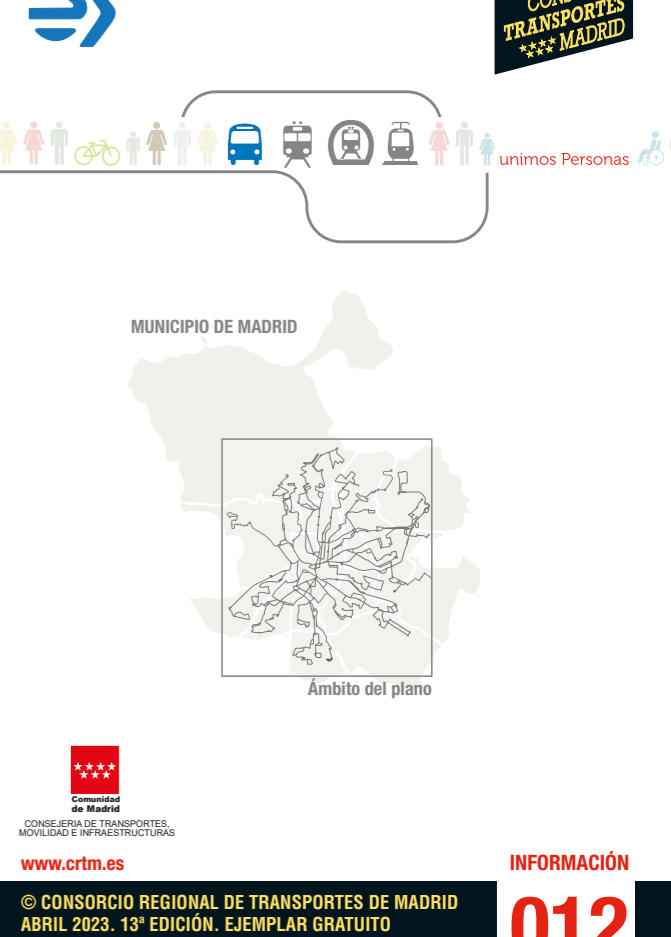 TRANSPORTES
MADRID
unimos Personas
MUNICIPIO DE MADRID
Ámbito del plano
Comunidad
de Madrid
CONSEJERIA DE TRANSPORTES,
MOVILIDAD E INFRAESTRUCTURAS
www.crtm.es
INFORMACIÓN
© CONSORCIO REGIONAL DE TRANSPORTES DE MADRID
ABRIL 2023. 13ª EDICIÓN. EJEMPLAR GRATUITO
012